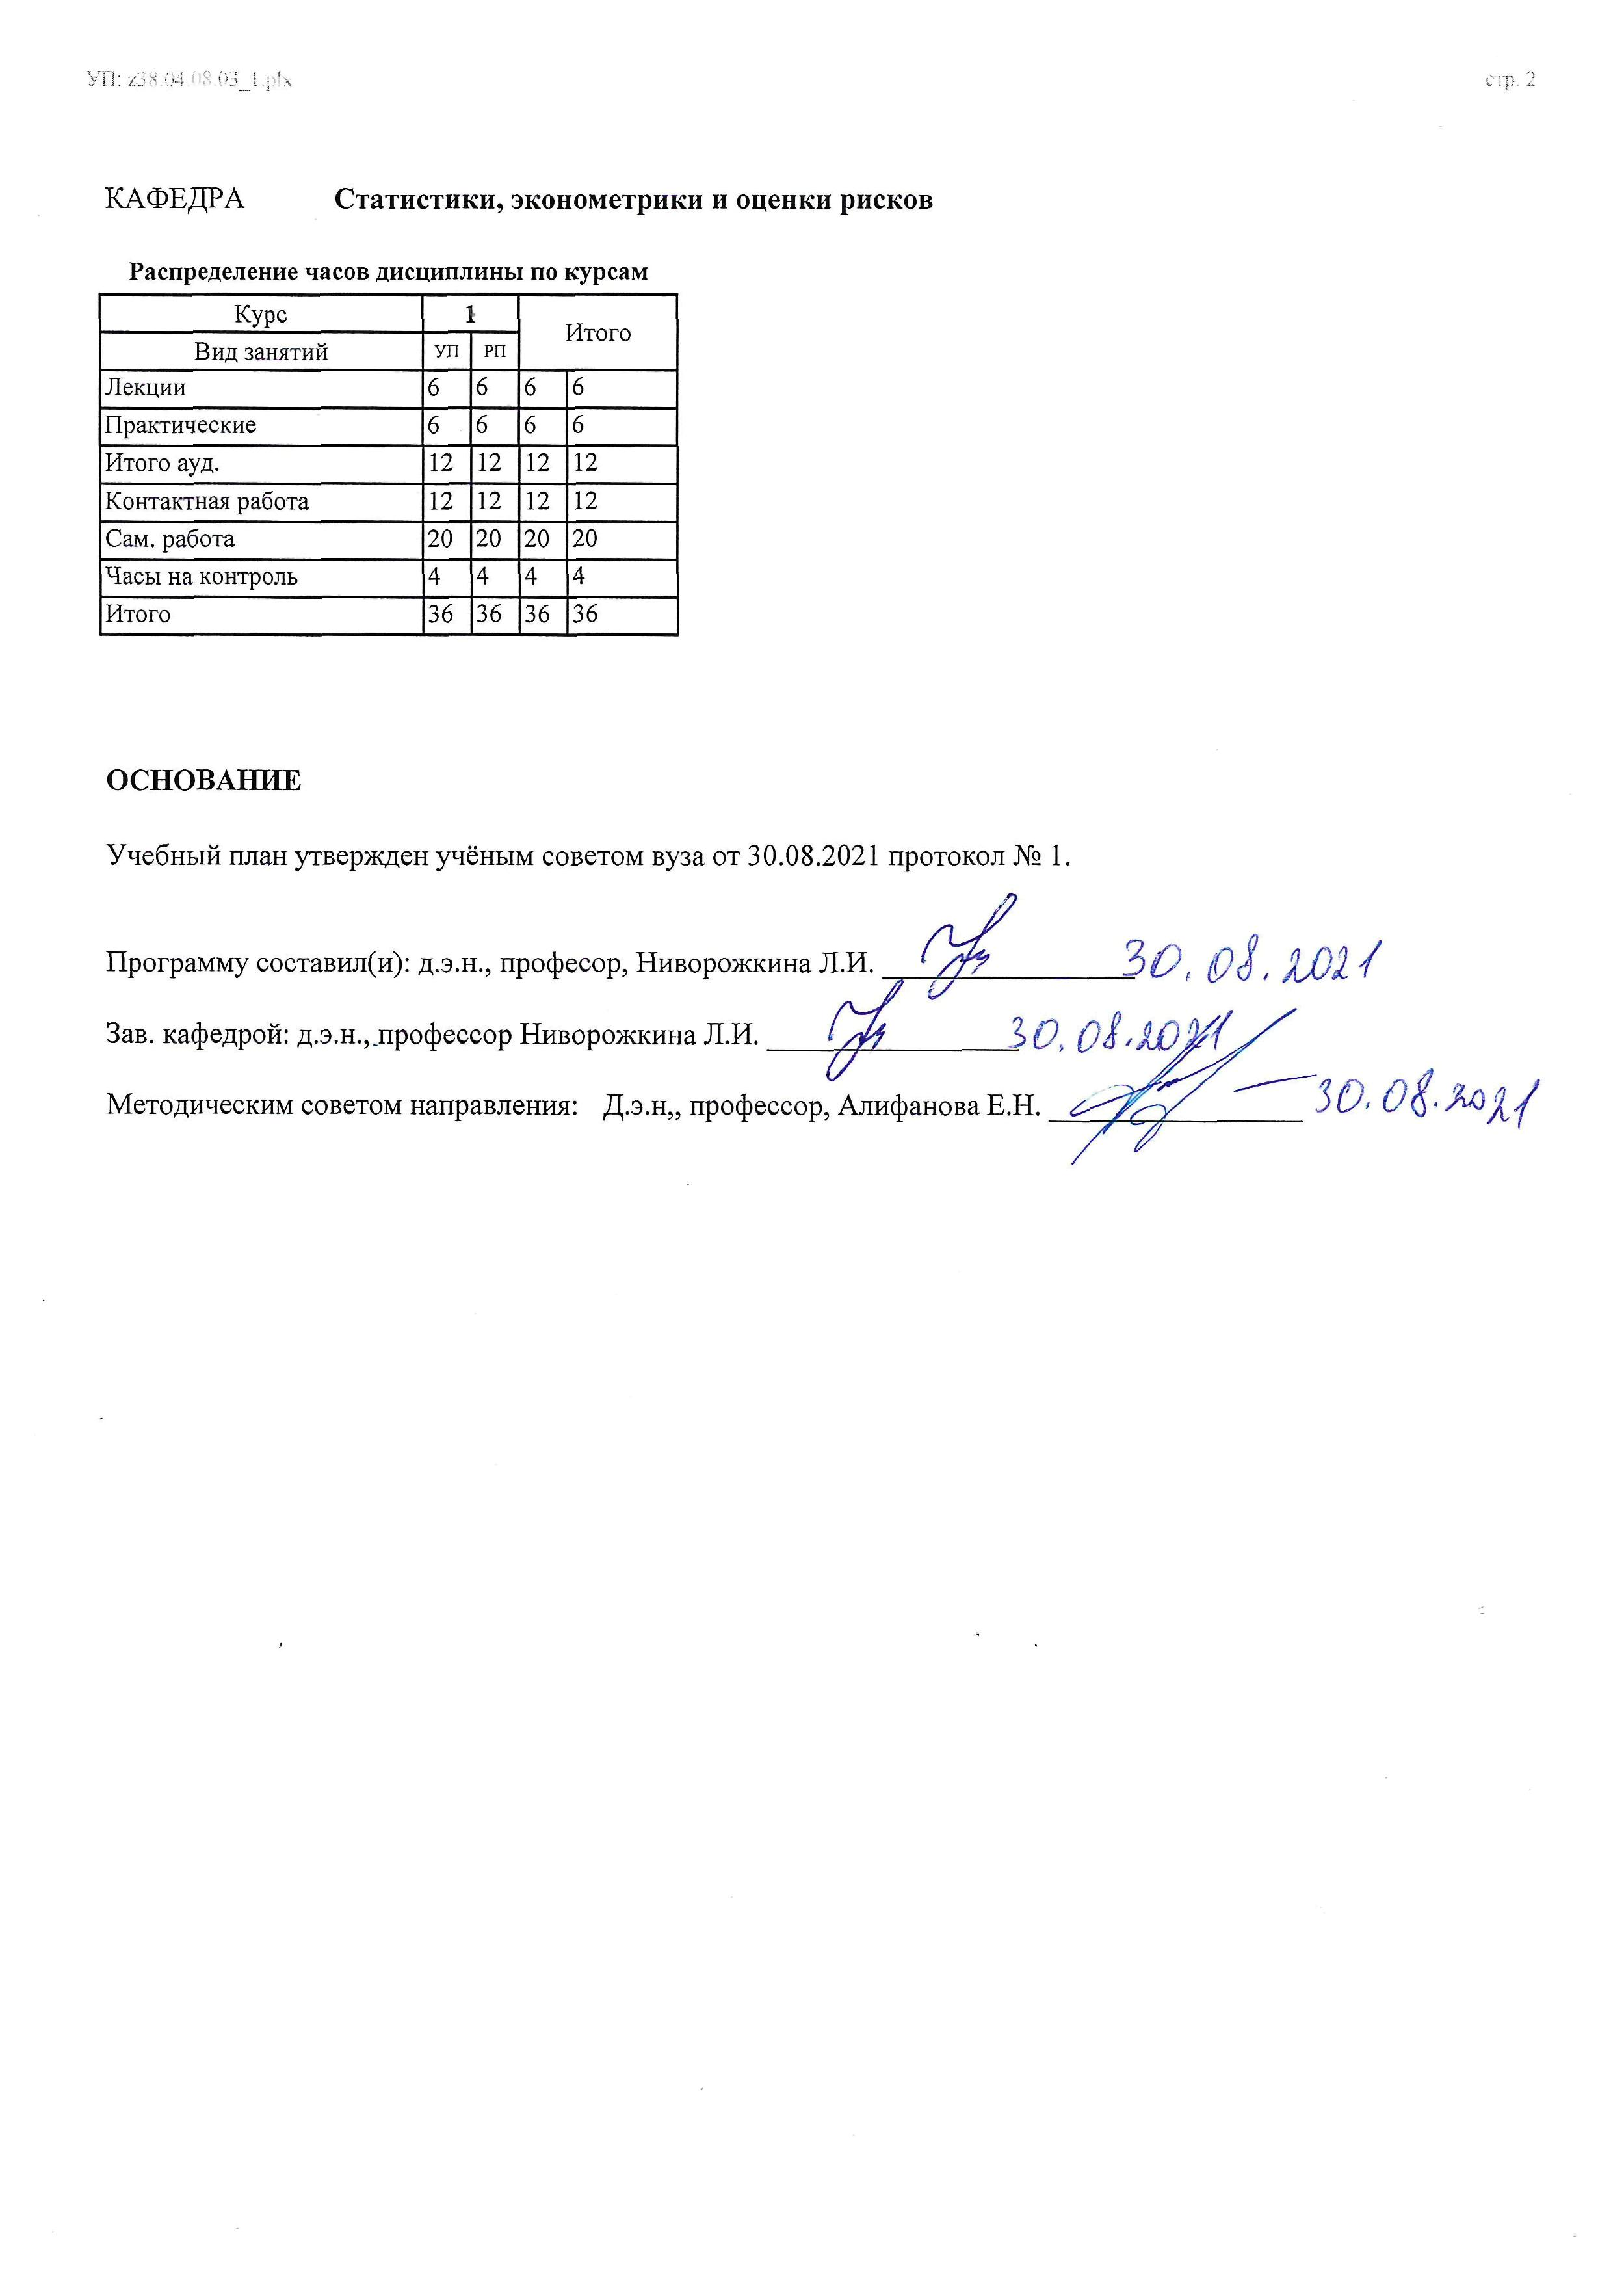 УП: z38.04.08.03_1.plx стр. 2
КАФЕДРА Статистики, эконометрики и оценки рисков
Распределение часов дисциплины по курсам
Курс 1 Итого
Вид занятий УП РП
Лекции 6 6 6 6
Практические 6 6 6 6
Итого ауд. 12 12 12 12
Контактная работа 12 12 12 12
Сам. работа 20 20 20 20
Часы на контроль 4 4 4 4
Итого 36 36 36 36
ОСНОВАНИЕ
Учебный план утвержден учёным советом вуза от 30.08.2021 протокол № 1.
Программу составил(и): д.э.н., професор, Ниворожкина Л.И. 30.08.2021
Зав. кафедрой: д.э.н., профессор Ниворожкина Л.И. 30.08.2021
Методическим советом направления: Д.э.н,, профессор, Алифанова Е.Н. 30.08.2021